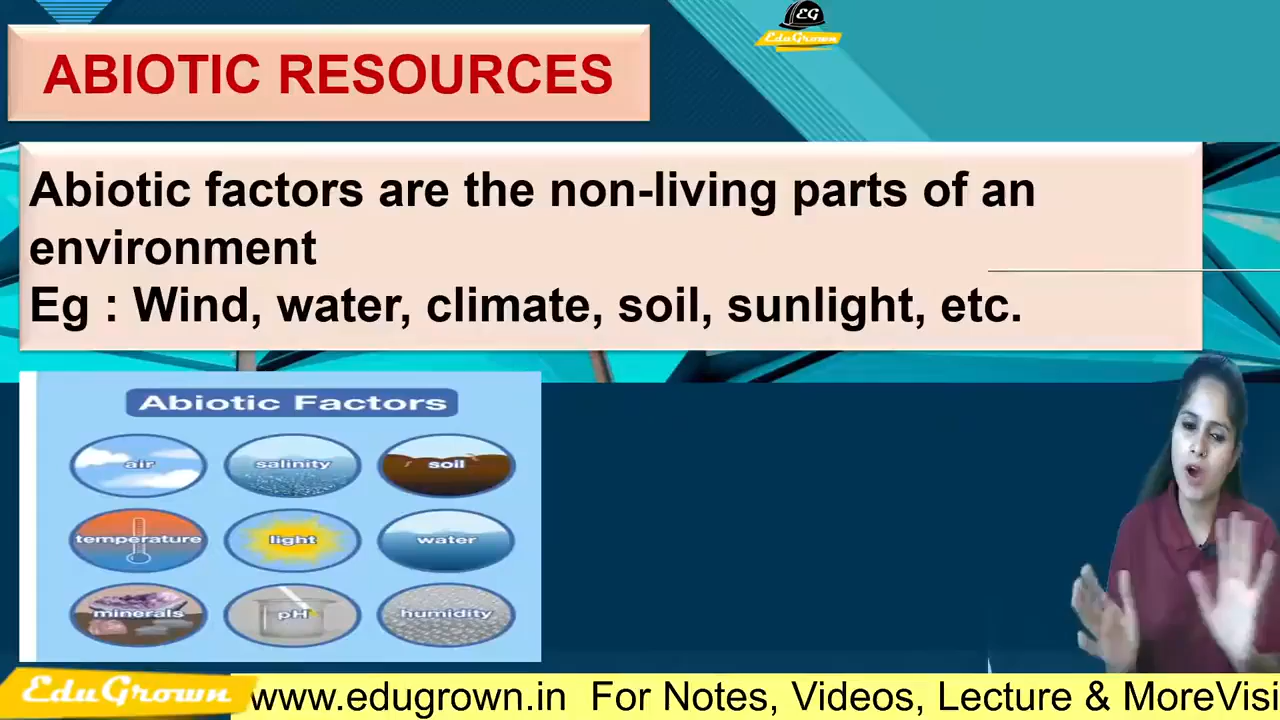 EG
EduGrown
ABIOTIC RESOURCES
Abiotic factors are the non-living parts of an
environment
Eg : Wind, water, climate, soil, sunlight, etc.
Abiotic Factors
air
salinity
soil
temperature
light
water
minerals
pH
humidity
EduGrown
www.edugrown.in For Notes, Videos, Lecture & MoreVisi